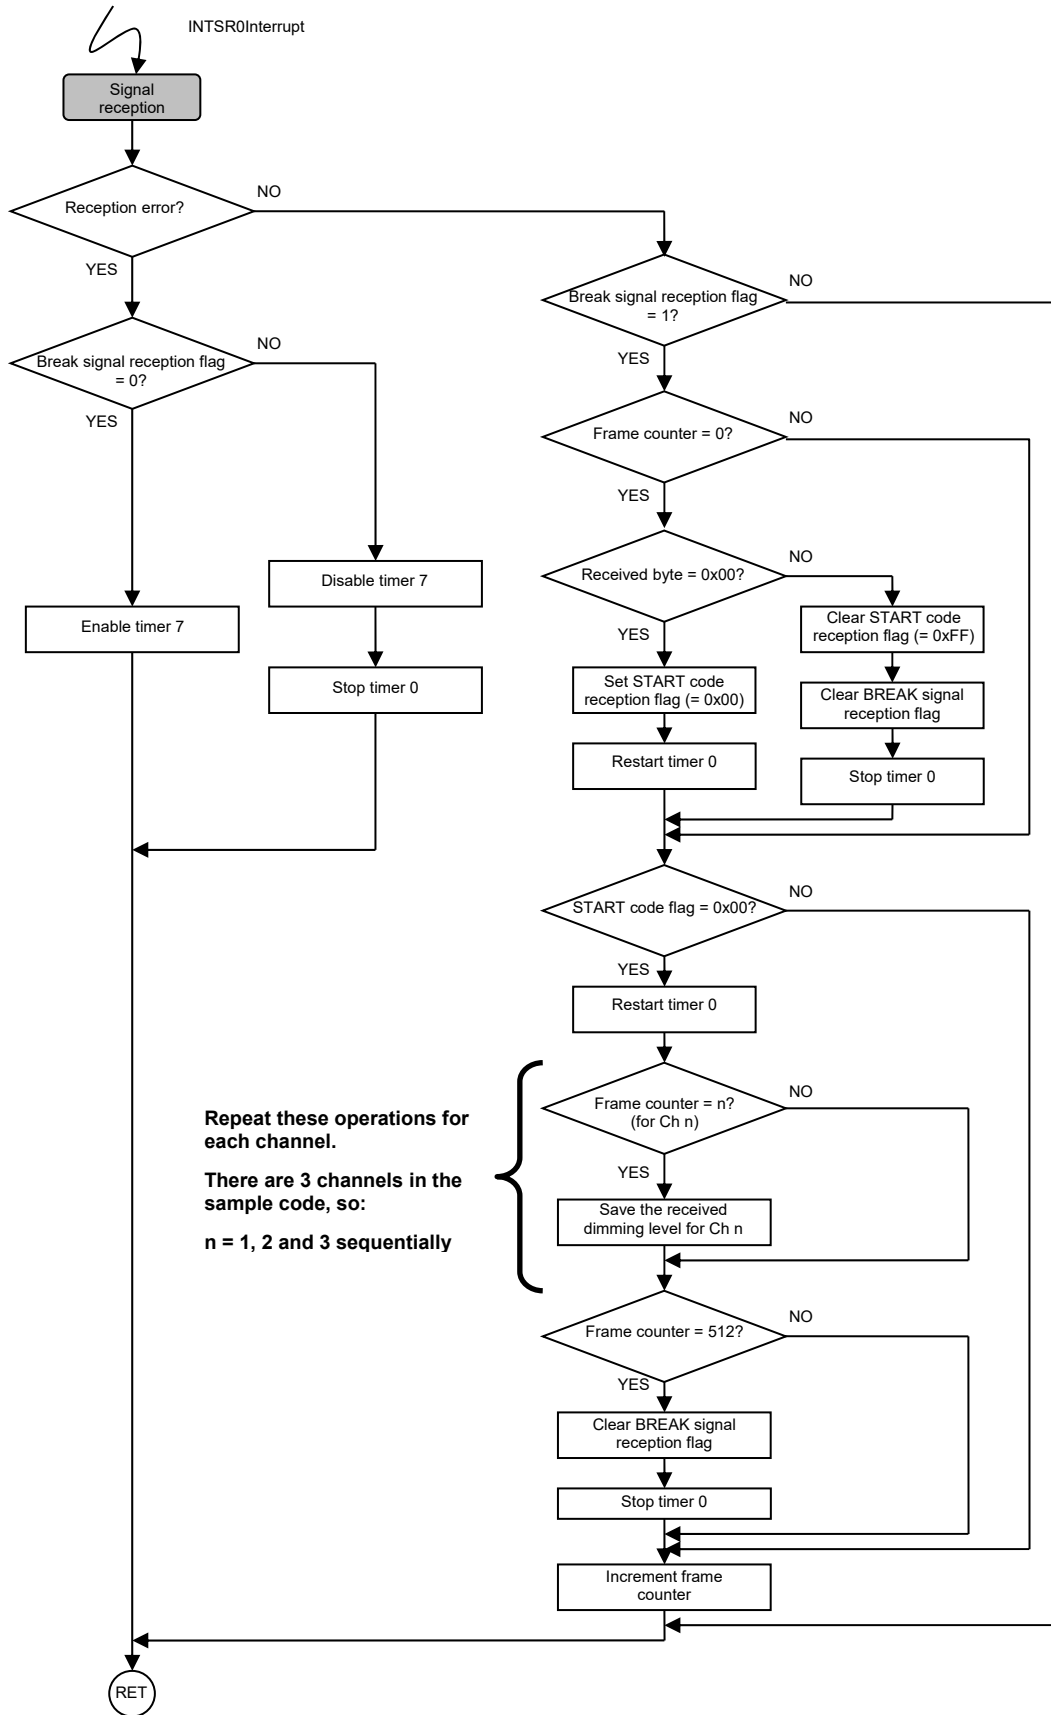 INTSR0Interrupt
Signal
reception
Reception error?
NO
YES
Break signal reception flag
= 1?
NO
YES
Break signal reception flag
= 0?
NO
YES
Frame counter = 0?
NO
YES
Received byte = 0x00?
NO
YES
Disable timer 7
Enable timer 7
Stop timer 0
Clear START code
reception flag (= 0xFF)
Set START code
reception flag (= 0x00)
Clear BREAK signal
reception flag
Restart timer 0
Stop timer 0
START code flag = 0x00?
NO
YES
Restart timer 0
Repeat these operations for
each channel.
There are 3 channels in the
sample code, so:
n = 1, 2 and 3 sequentially
Frame counter = n?
(for Ch n)
NO
YES
Save the received
dimming level for Ch n
Frame counter = 512?
NO
YES
Clear BREAK signal
reception flag
Stop timer 0
Increment frame
counter
RET